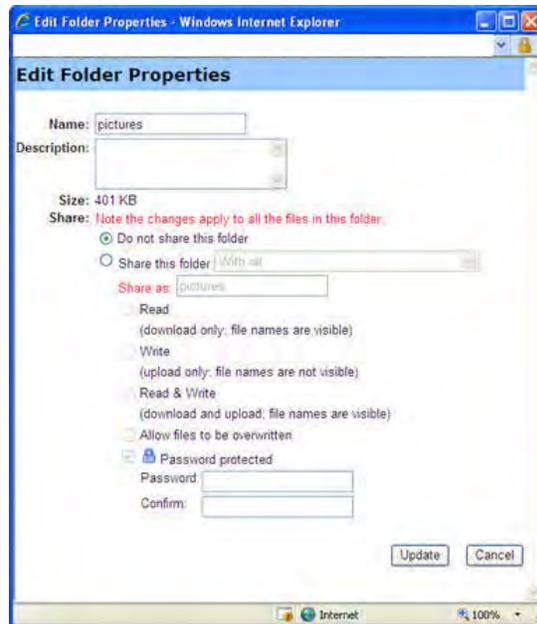 Edit Folder Properties - Windows Internet Explorer
Edit Folder Properties
Name: pictures
Description:
Size: 401 KB
Share: Note the changes apply to all the files in this folder.
Do not share this folder
Share this folder With all
Share as: pictures
Read
(download only; file names are visible)
Write
(upload only; file names are not visible)
Read & Write
(download and upload; file names are visible)
Allow files to be overwritten
Password protected
Password:
Confirm:
Update Cancel
Internet 100%